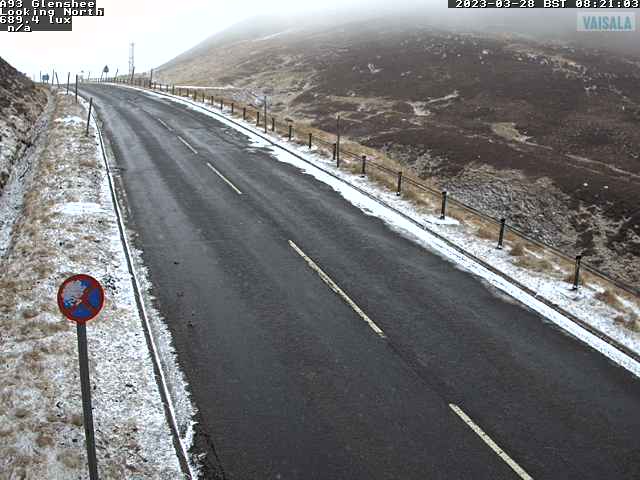 A93 Glenshee
Looking North
689.4 lux
n/a
2023-03-28 BST 08:21:03
VAISALA